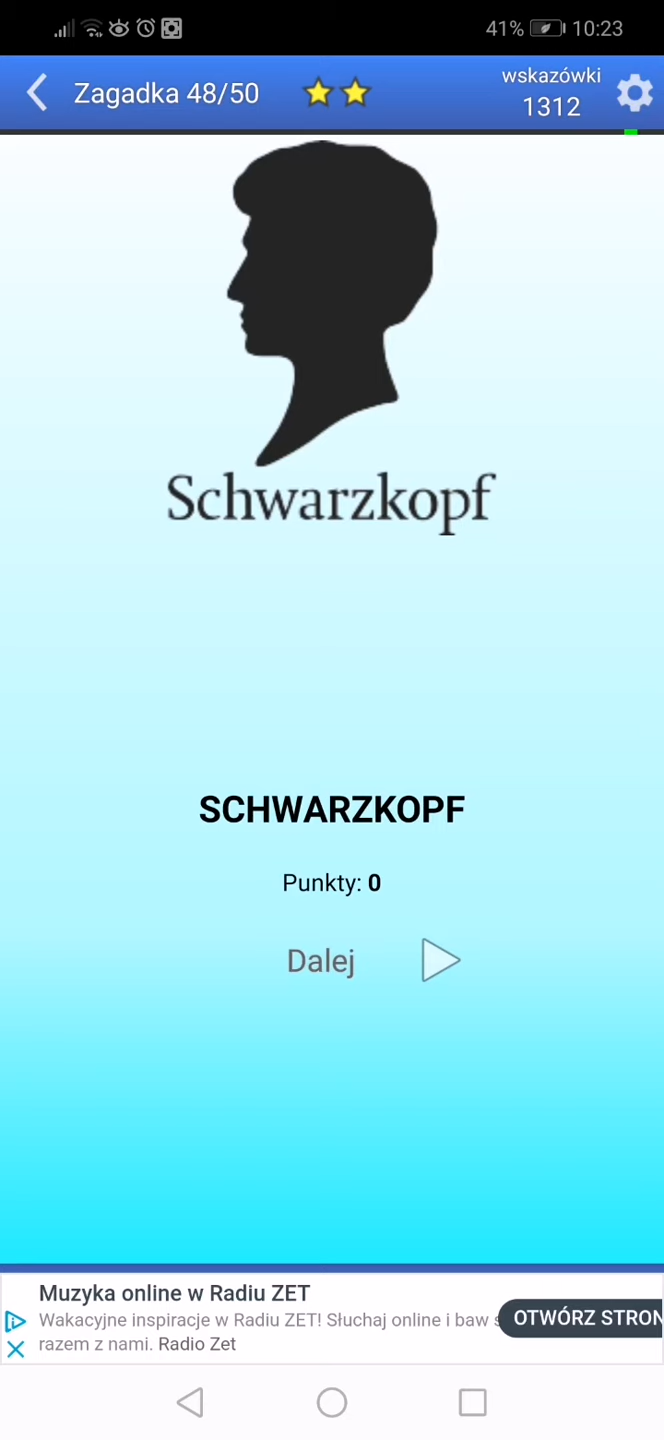 41% 10:23
Zagadka 48/50
wskazówki
1312
Schwarzkopf
SCHWARZKOPF
Punkty: 0
Dalej
Muzyka online w Radiu ZET
Wakacyjne inspiracje w Radiu ZET! Słuchaj online i baw
razem z nami. Radio Zet
OTWÓRZ STRON